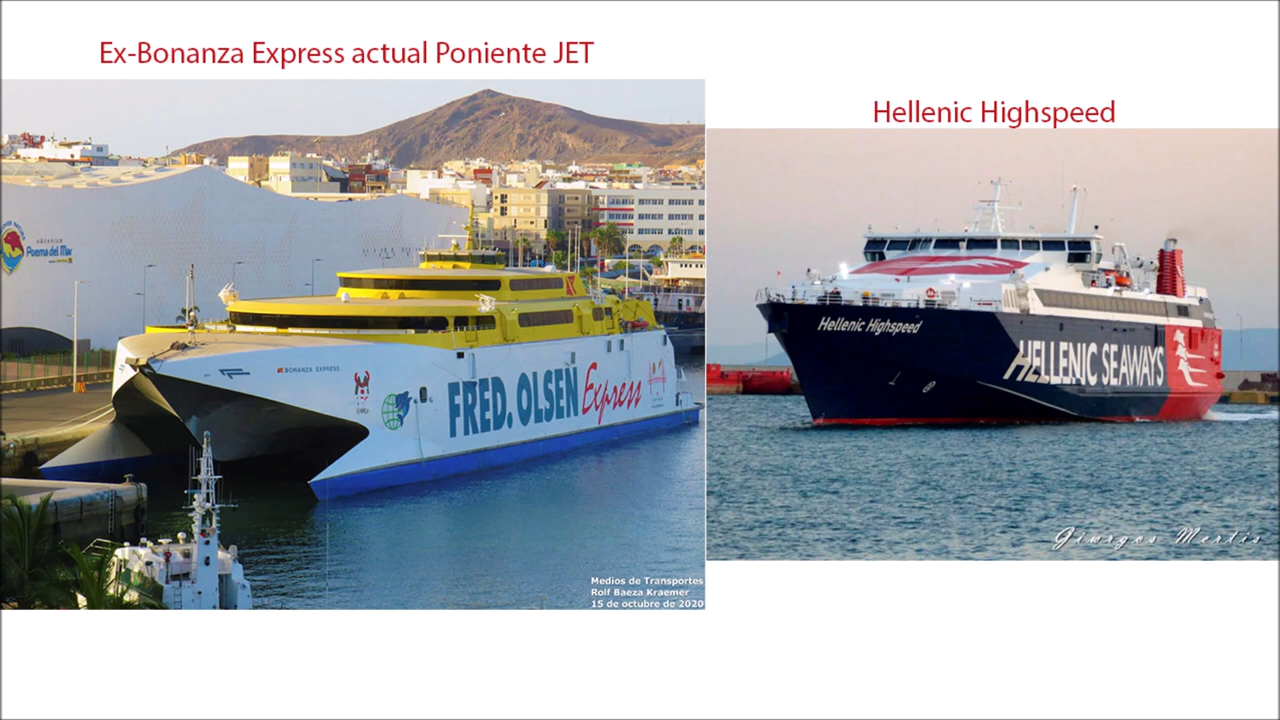 Ex-Bonanza Express actual Poniente JET
Hellenic Highspeed
AQUARIUM
Poema del Mar
BONANZA EXPRESS
FRED. OLSEN Express
Medios de Transportes
Rolf Baeza Kraemer
15 de octubre de 2020
Hellenic Highspeed
HELLENIC SEAWAYS
Giwrgos Mertis